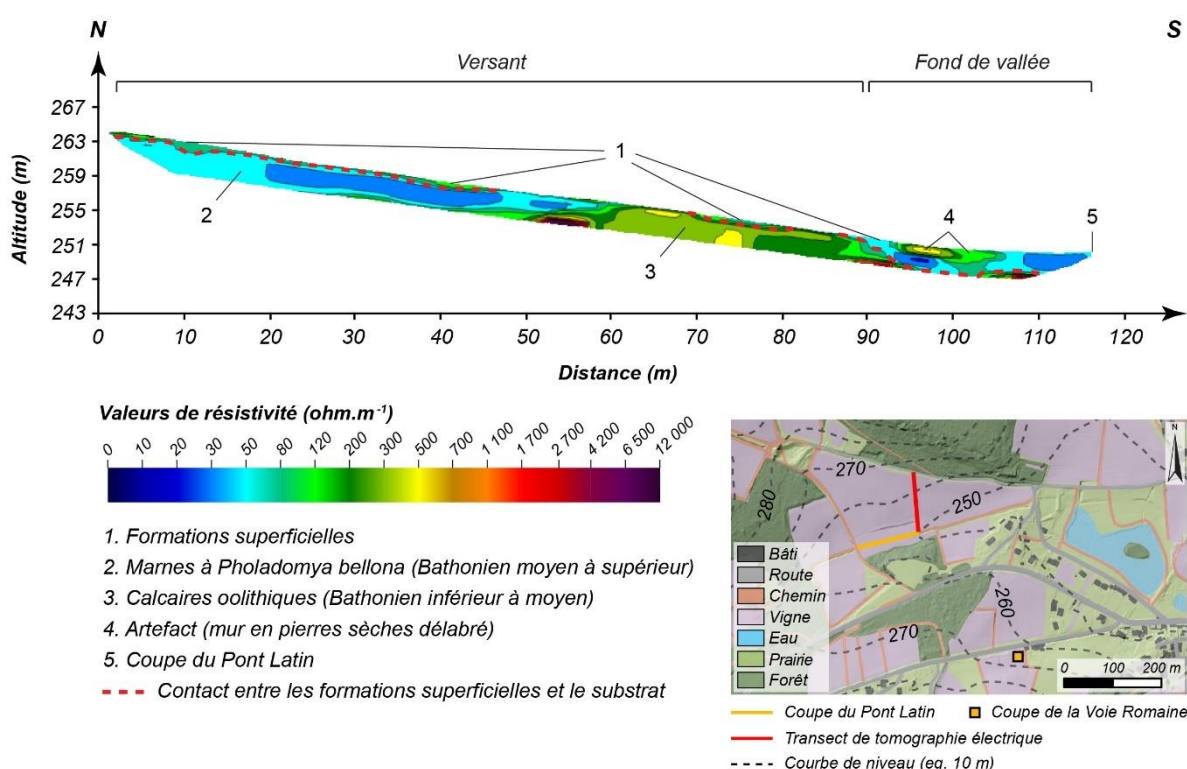 N
S
Versant
Fond de vallée
267
263
259
255
251
247
243
Altitude (m)
1
2
3
4
5
0 10 20 30 40 50 60 70 80 90 100 110 120
Distance (m)
Valeurs de résistivité (ohm.m⁻¹)
0 10 20 30 50 80 120 200 300 500 700 1 100 1 700 2 700 4 200 6 500 12 000
1. Formations superficielles
2. Marnes à Pholadomya bellona (Bathonien moyen à supérieur)
3. Calcaires oolithiques (Bathonien inférieur à moyen)
4. Artefact (mur en pierres sèches délabré)
5. Coupe du Pont Latin
Contact entre les formations superficielles et le substrat
N
270
280
250
260
270
Bâti
Route
Chemin
Vigne
Eau
Prairie
Forêt
0 100 200 m
Coupe du Pont Latin
Coupe de la Voie Romaine
Transect de tomographie électrique
Courbe de niveau (eq. 10 m)